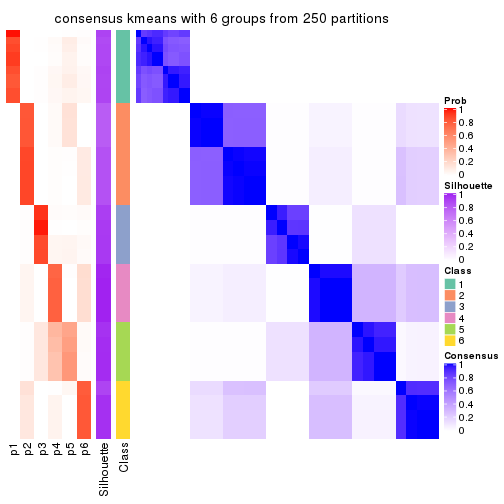 consensus kmeans with 6 groups from 250 partitions
Prob
1
0.8
0.6
0.4
0.2
0
Silhouette
1
0.8
0.6
0.4
0.2
0
Class
1
2
3
4
5
6
Consensus
1
0.8
0.6
0.4
0.2
0
p1
p2
p3
p4
p5
p6
Silhouette
Class